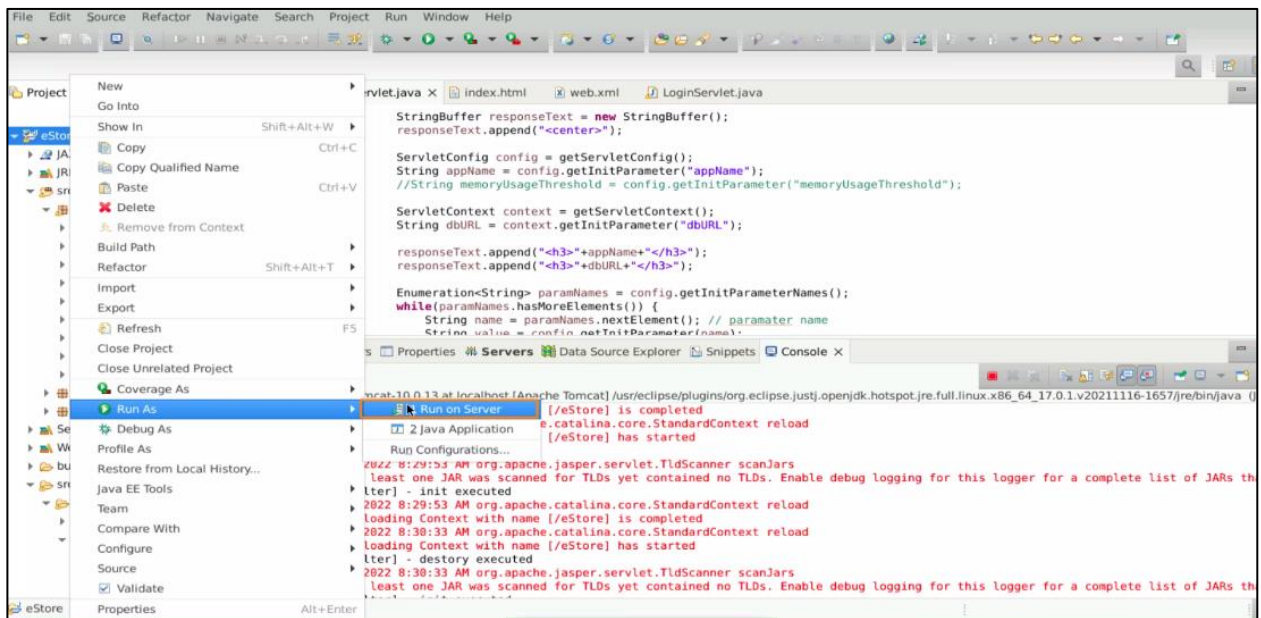 File Edit Source Refactor Navigate Search Project Run Window Help
Project
eStor
JA
JRE
src
Se
We
bu
src
eStore
New
Go Into
Show In Shift+Alt+W
Copy Ctrl+C
Copy Qualified Name
Paste Ctrl+V
Delete
Remove from Context
Build Path
Refactor Shift+Alt+T
Import
Export
Refresh F5
Close Project
Close Unrelated Project
Coverage As
Run As
Debug As
Profile As
Restore from Local History...
Java EE Tools
Team
Compare With
Configure
Source
Validate
Properties Alt+Enter
Run on Server
2 Java Application
Run Configurations...
rvlet.java index.html web.xml LoginServlet.java
StringBuffer responseText = new StringBuffer();
responseText.append("<center>");
ServletConfig config = getServletConfig();
String appName = config.getInitParameter("appName");
//String memoryUsageThreshold = config.getInitParameter("memoryUsageThreshold");
ServletContext context = getServletContext();
String dbURL = context.getInitParameter("dbURL");
responseText.append("<h3>"+appName+"</h3>");
responseText.append("<h3>"+dbURL+"</h3>");
Enumeration<String> paramNames = config.getInitParameterNames();
while(paramNames.hasMoreElements()) {
String name = paramNames.nextElement(); // paramater name
String value = config.getInitParameter(name);
s Properties Servers Data Source Explorer Snippets Console
mcat-10.0.13 at localhost [Apache Tomcat] /usr/eclipse/plugins/org.eclipse.justj.openjdk.hotspot.jre.full.linux.x86_64_17.0.1.v20211116-1657/jre/bin/java (J
[/eStore] is completed
e.catalina.core.StandardContext reload
[/eStore] has started
2022 8:29:53 AM org.apache.jasper.servlet.TldScanner scanJars
least one JAR was scanned for TLDs yet contained no TLDs. Enable debug logging for this logger for a complete list of JARs th
lter] - init executed
2022 8:29:53 AM org.apache.catalina.core.StandardContext reload
loading Context with name [/eStore] is completed
2022 8:30:33 AM org.apache.catalina.core.StandardContext reload
loading Context with name [/eStore] has started
lter] - destory executed
2022 8:30:33 AM org.apache.jasper.servlet.TldScanner scanJars
least one JAR was scanned for TLDs yet contained no TLDs. Enable debug logging for this logger for a complete list of JARs th